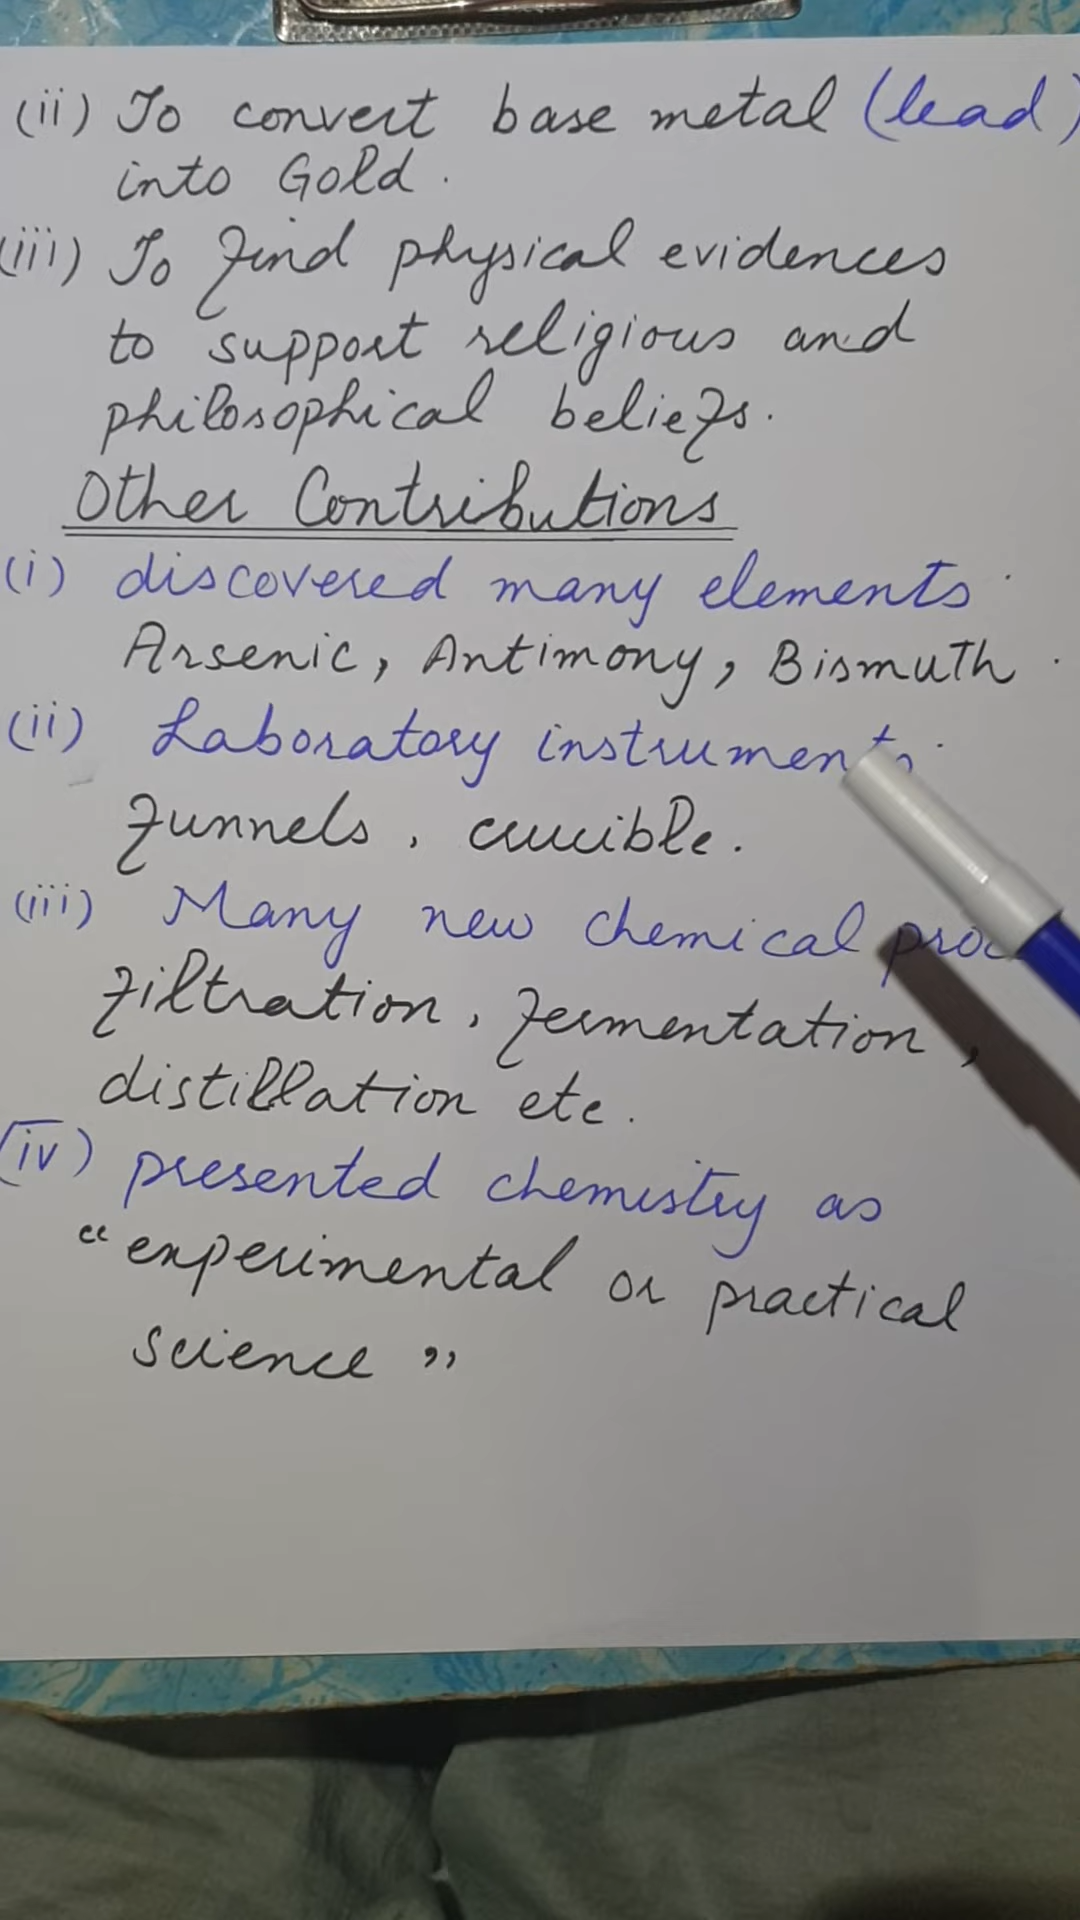 (ii) To convert base metal (lead)
into Gold.
(iii) To find physical evidences
to support religious and
philosophical beliefs.
Other Contributions
(i) discovered many elements
Arsenic, Antimony, Bismuth.
(ii) Laboratory instruments
funnels, crucible.
(iii) Many new chemical
filtration, fermentation,
distillation etc.
(iv) presented chemistry as
"experimental or practical
science"